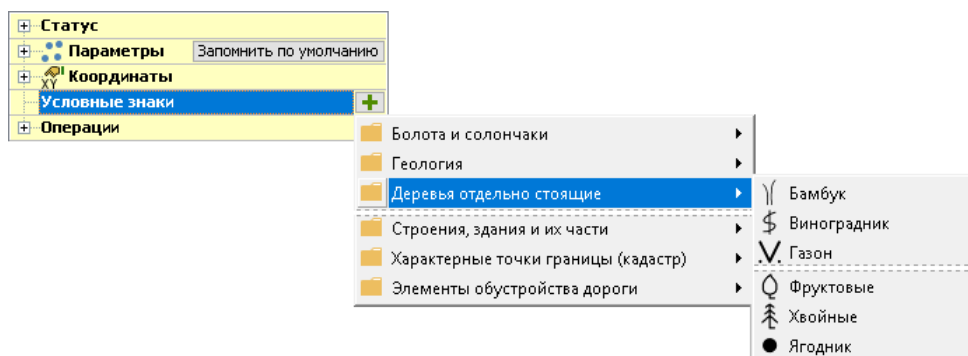 Статус
Параметры Запомнить по умолчанию
XY Координаты
Условные знаки
Операции
Болота и солончаки
Геология
Деревья отдельно стоящие
Строения, здания и их части
Характерные точки границы (кадастр)
Элементы обустройства дороги
Бамбук
Виноградник
Газон
Фруктовые
Хвойные
Ягодник